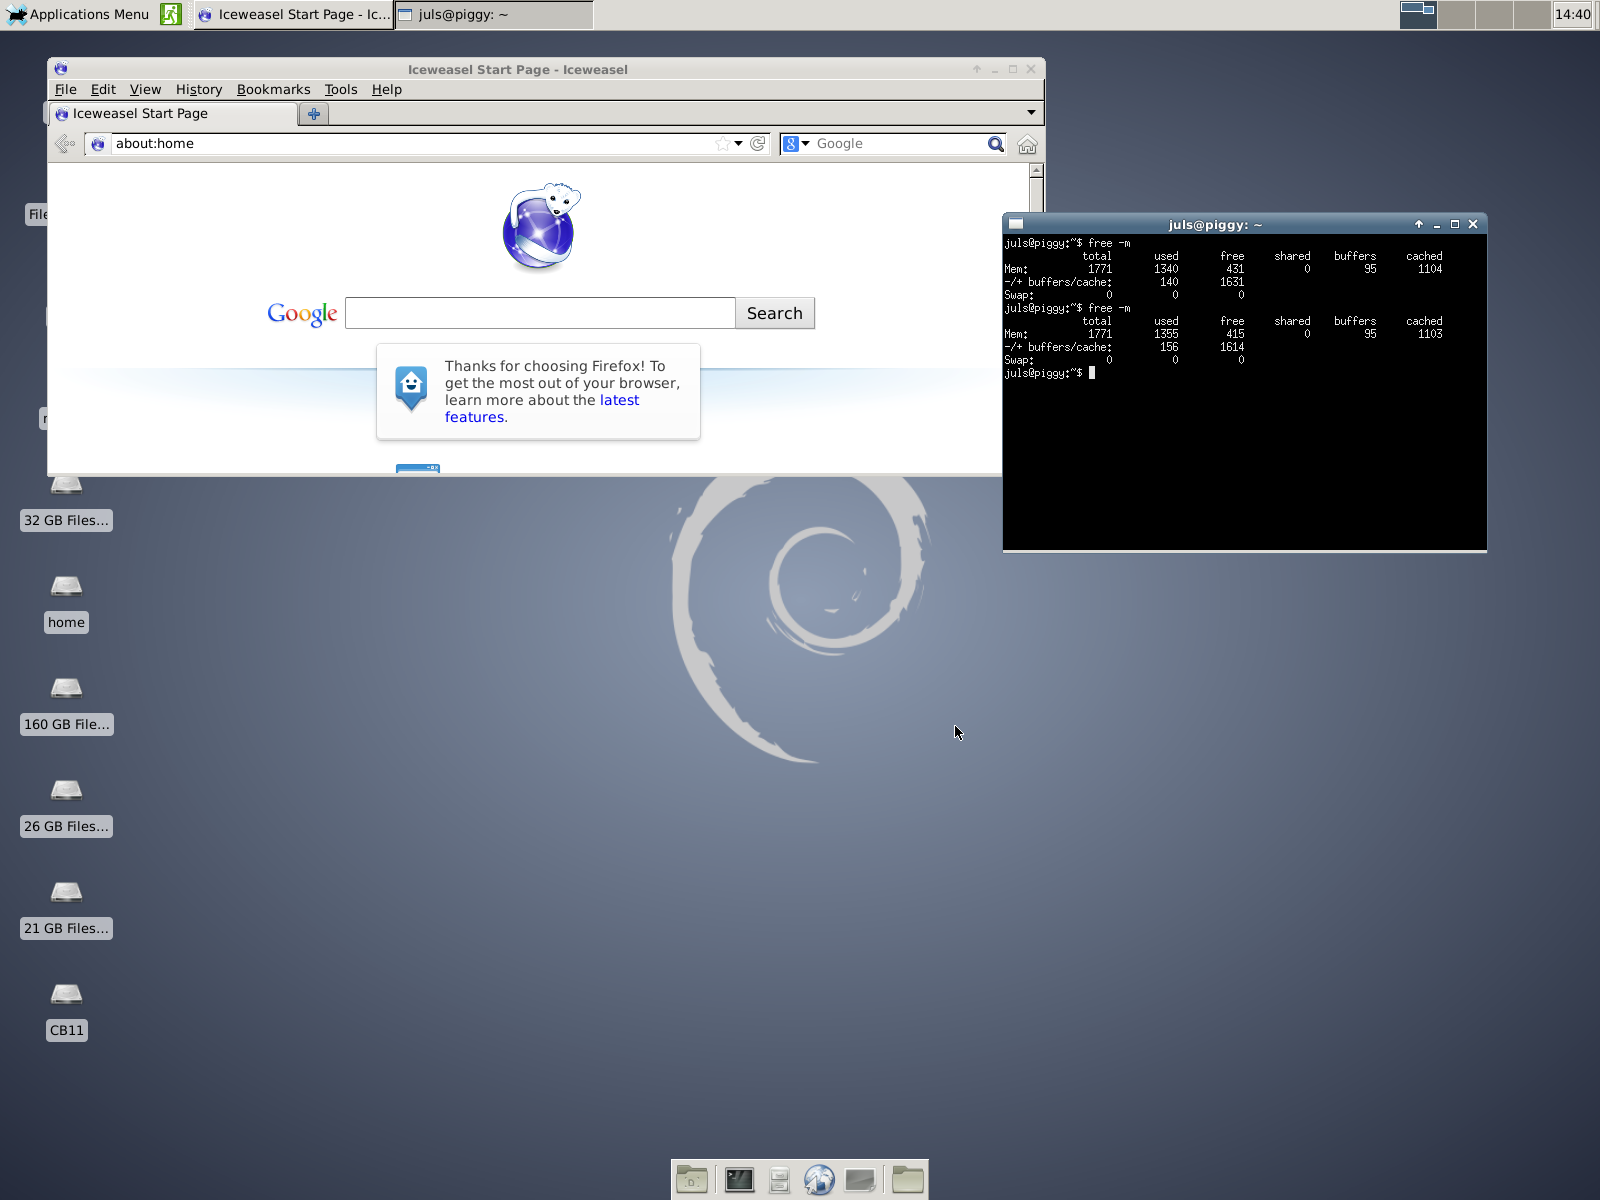 Applications Menu
Iceweasel Start Page - Ic...
juls@piggy: ~
14:40
Iceweasel Start Page - Iceweasel
File Edit View History Bookmarks Tools Help
Iceweasel Start Page
about:home
Google
Google
Search
Thanks for choosing Firefox! To
get the most out of your browser,
learn more about the latest
features.
juls@piggy: ~
juls@piggy:~$ free -m
total used free shared buffers cached
Mem: 1771 1340 431 0 95 1104
-/+ buffers/cache: 140 1631
Swap: 0 0 0
juls@piggy:~$ free -m
total used free shared buffers cached
Mem: 1771 1355 415 0 95 1103
-/+ buffers/cache: 156 1614
Swap: 0 0 0
juls@piggy:~$
File
32 GB Files...
home
160 GB File...
26 GB Files...
21 GB Files...
CB11